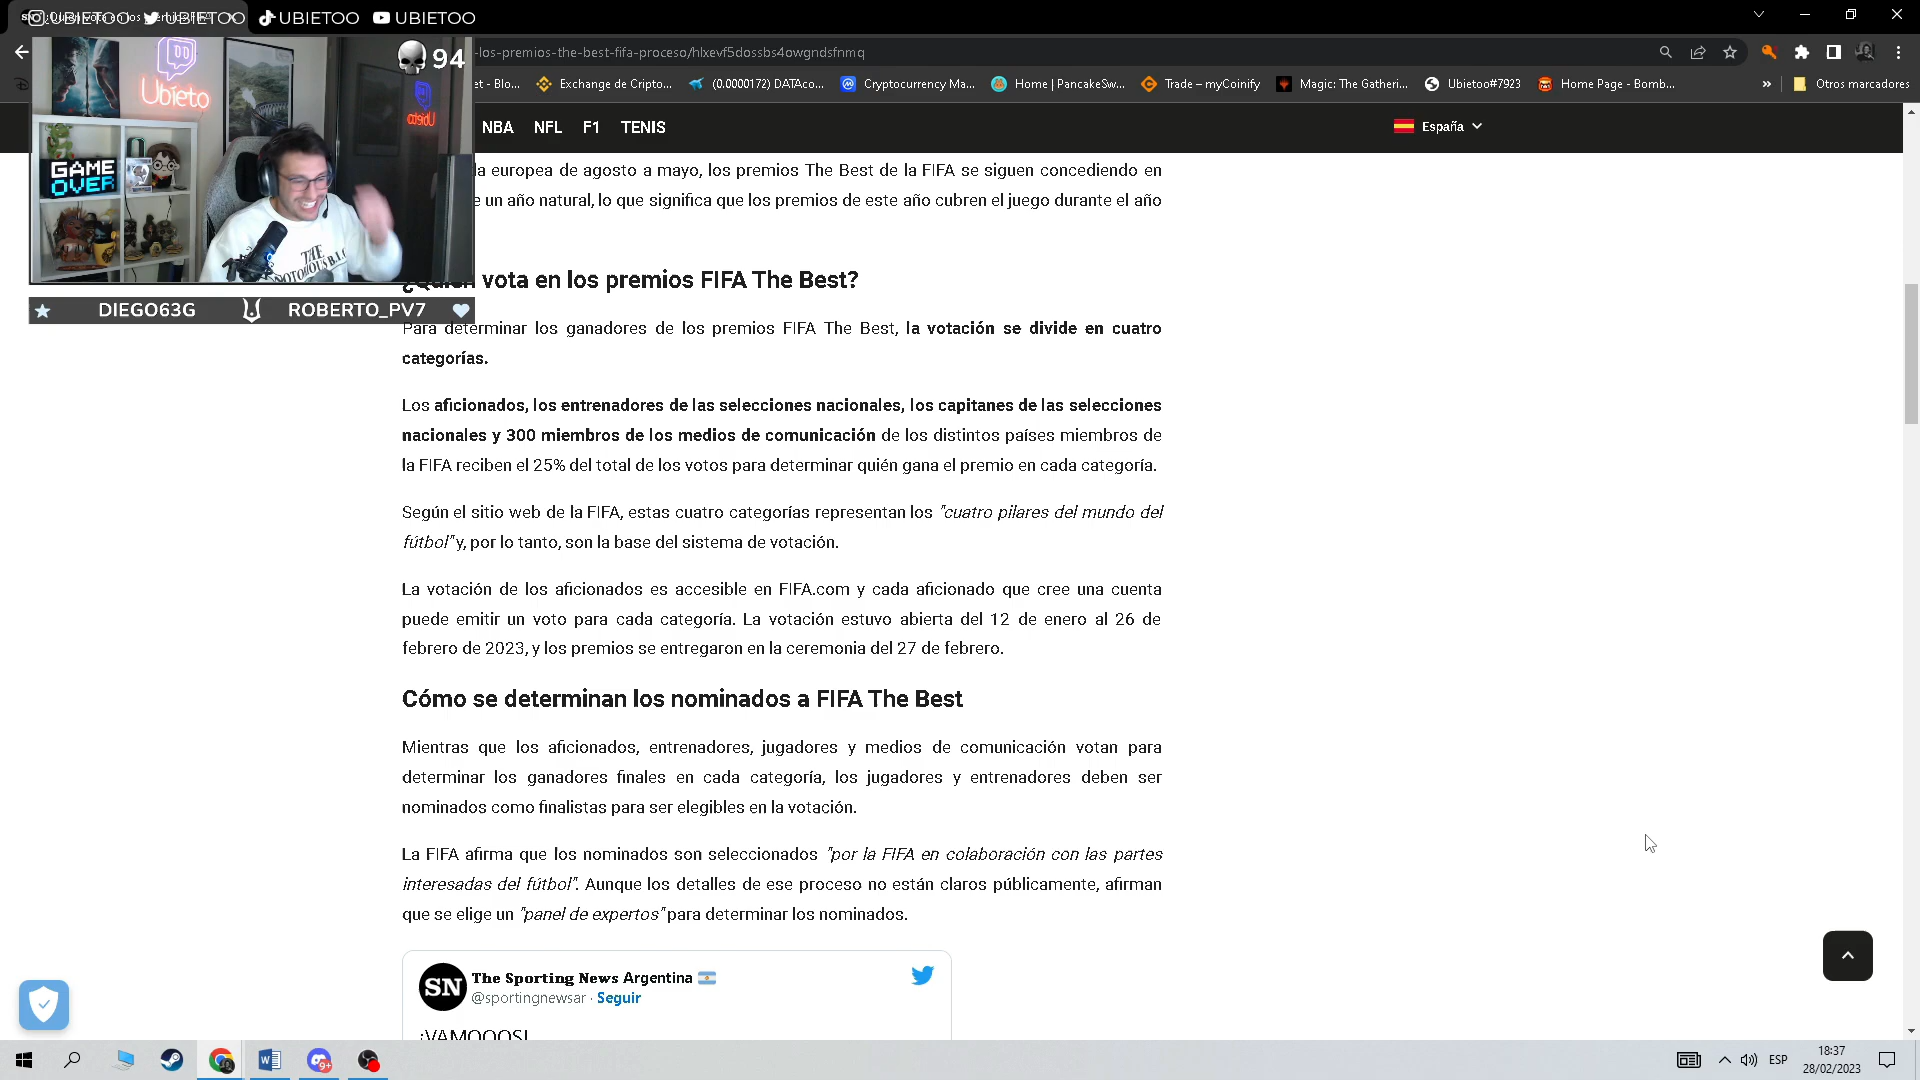 UBIETOO UBIETOO UBIETOO UBIETOO
los-premios-the-best-fifa-proceso/hlxevf5dossbs4owgndsfnmq
94
Ubieto
Ubieto
GAME OVER
THE
NOTORIOUS B.I.G
et - Blo... Exchange de Cripto... (0.0000172) DATAco... Cryptocurrency Ma... Home | PancakeSw... Trade – myCoinify Magic: The Gatheri... Ubietoo#7923 Home Page - Bomb... » Otros marcadores
NBA NFL F1 TENIS España
DIEGO63G ROBERTO_PV7
da europea de agosto a mayo, los premios The Best de la FIFA se siguen concediendo en
e un año natural, lo que significa que los premios de este año cubren el juego durante el año
¿Quién vota en los premios FIFA The Best?
Para determinar los ganadores de los premios FIFA The Best, la votación se divide en cuatro
categorías.
Los aficionados, los entrenadores de las selecciones nacionales, los capitanes de las selecciones
nacionales y 300 miembros de los medios de comunicación de los distintos países miembros de
la FIFA reciben el 25% del total de los votos para determinar quién gana el premio en cada categoría.
Según el sitio web de la FIFA, estas cuatro categorías representan los "cuatro pilares del mundo del
fútbol" y, por lo tanto, son la base del sistema de votación.
La votación de los aficionados es accesible en FIFA.com y cada aficionado que cree una cuenta
puede emitir un voto para cada categoría. La votación estuvo abierta del 12 de enero al 26 de
febrero de 2023, y los premios se entregaron en la ceremonia del 27 de febrero.
Cómo se determinan los nominados a FIFA The Best
Mientras que los aficionados, entrenadores, jugadores y medios de comunicación votan para
determinar los ganadores finales en cada categoría, los jugadores y entrenadores deben ser
nominados como finalistas para ser elegibles en la votación.
La FIFA afirma que los nominados son seleccionados "por la FIFA en colaboración con las partes
interesadas del fútbol". Aunque los detalles de ese proceso no están claros públicamente, afirman
que se elige un "panel de expertos" para determinar los nominados.
SN The Sporting News Argentina
@sportingnewsar · Seguir
¡VAMOOOS!
ESP 18:37
28/02/2023